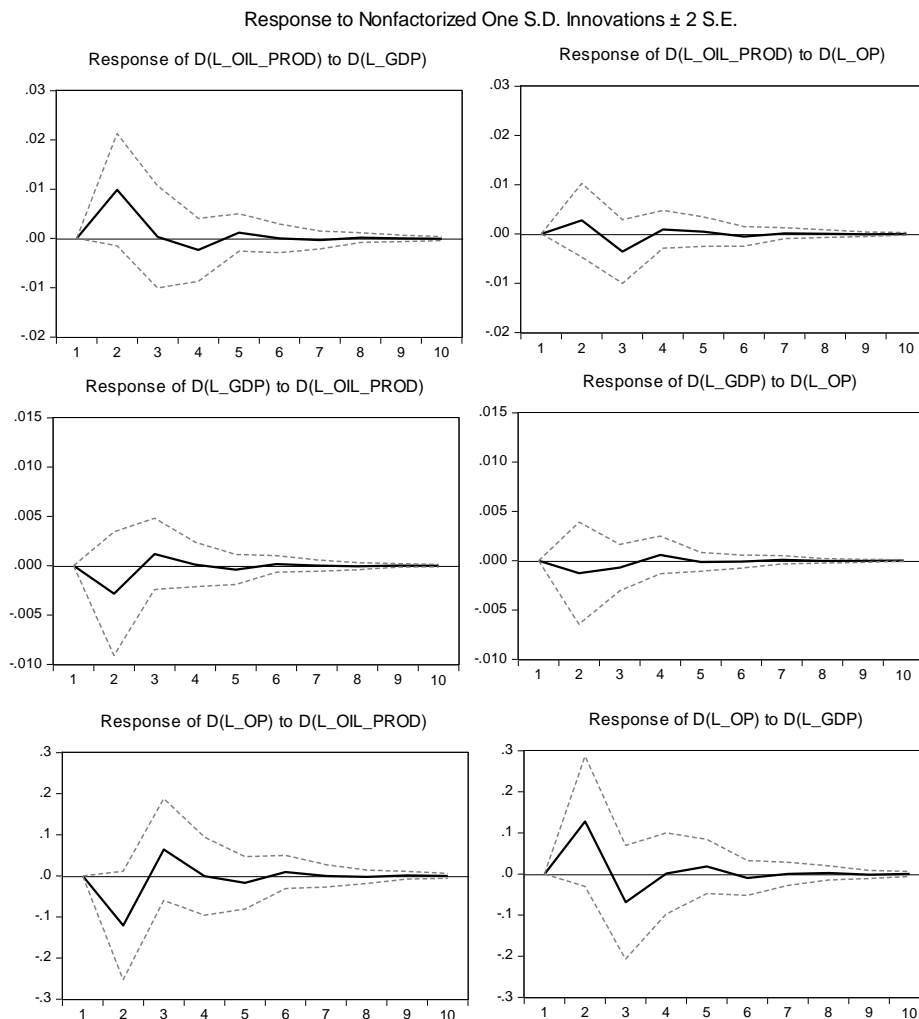 Response to Nonfactorized One S.D. Innovations ± 2 S.E.
Response of D(L_OIL_PROD) to D(L_GDP)
.03
.02
.01
.00
-.01
-.02
1 2 3 4 5 6 7 8 9 10
Response of D(L_OIL_PROD) to D(L_OP)
.03
.02
.01
.00
-.01
-.02
1 2 3 4 5 6 7 8 9 10
Response of D(L_GDP) to D(L_OIL_PROD)
.015
.010
.005
.000
-.005
-.010
1 2 3 4 5 6 7 8 9 10
Response of D(L_GDP) to D(L_OP)
.015
.010
.005
.000
-.005
-.010
1 2 3 4 5 6 7 8 9 10
Response of D(L_OP) to D(L_OIL_PROD)
.3
.2
.1
.0
-.1
-.2
-.3
1 2 3 4 5 6 7 8 9 10
Response of D(L_OP) to D(L_GDP)
.3
.2
.1
.0
-.1
-.2
-.3
1 2 3 4 5 6 7 8 9 10